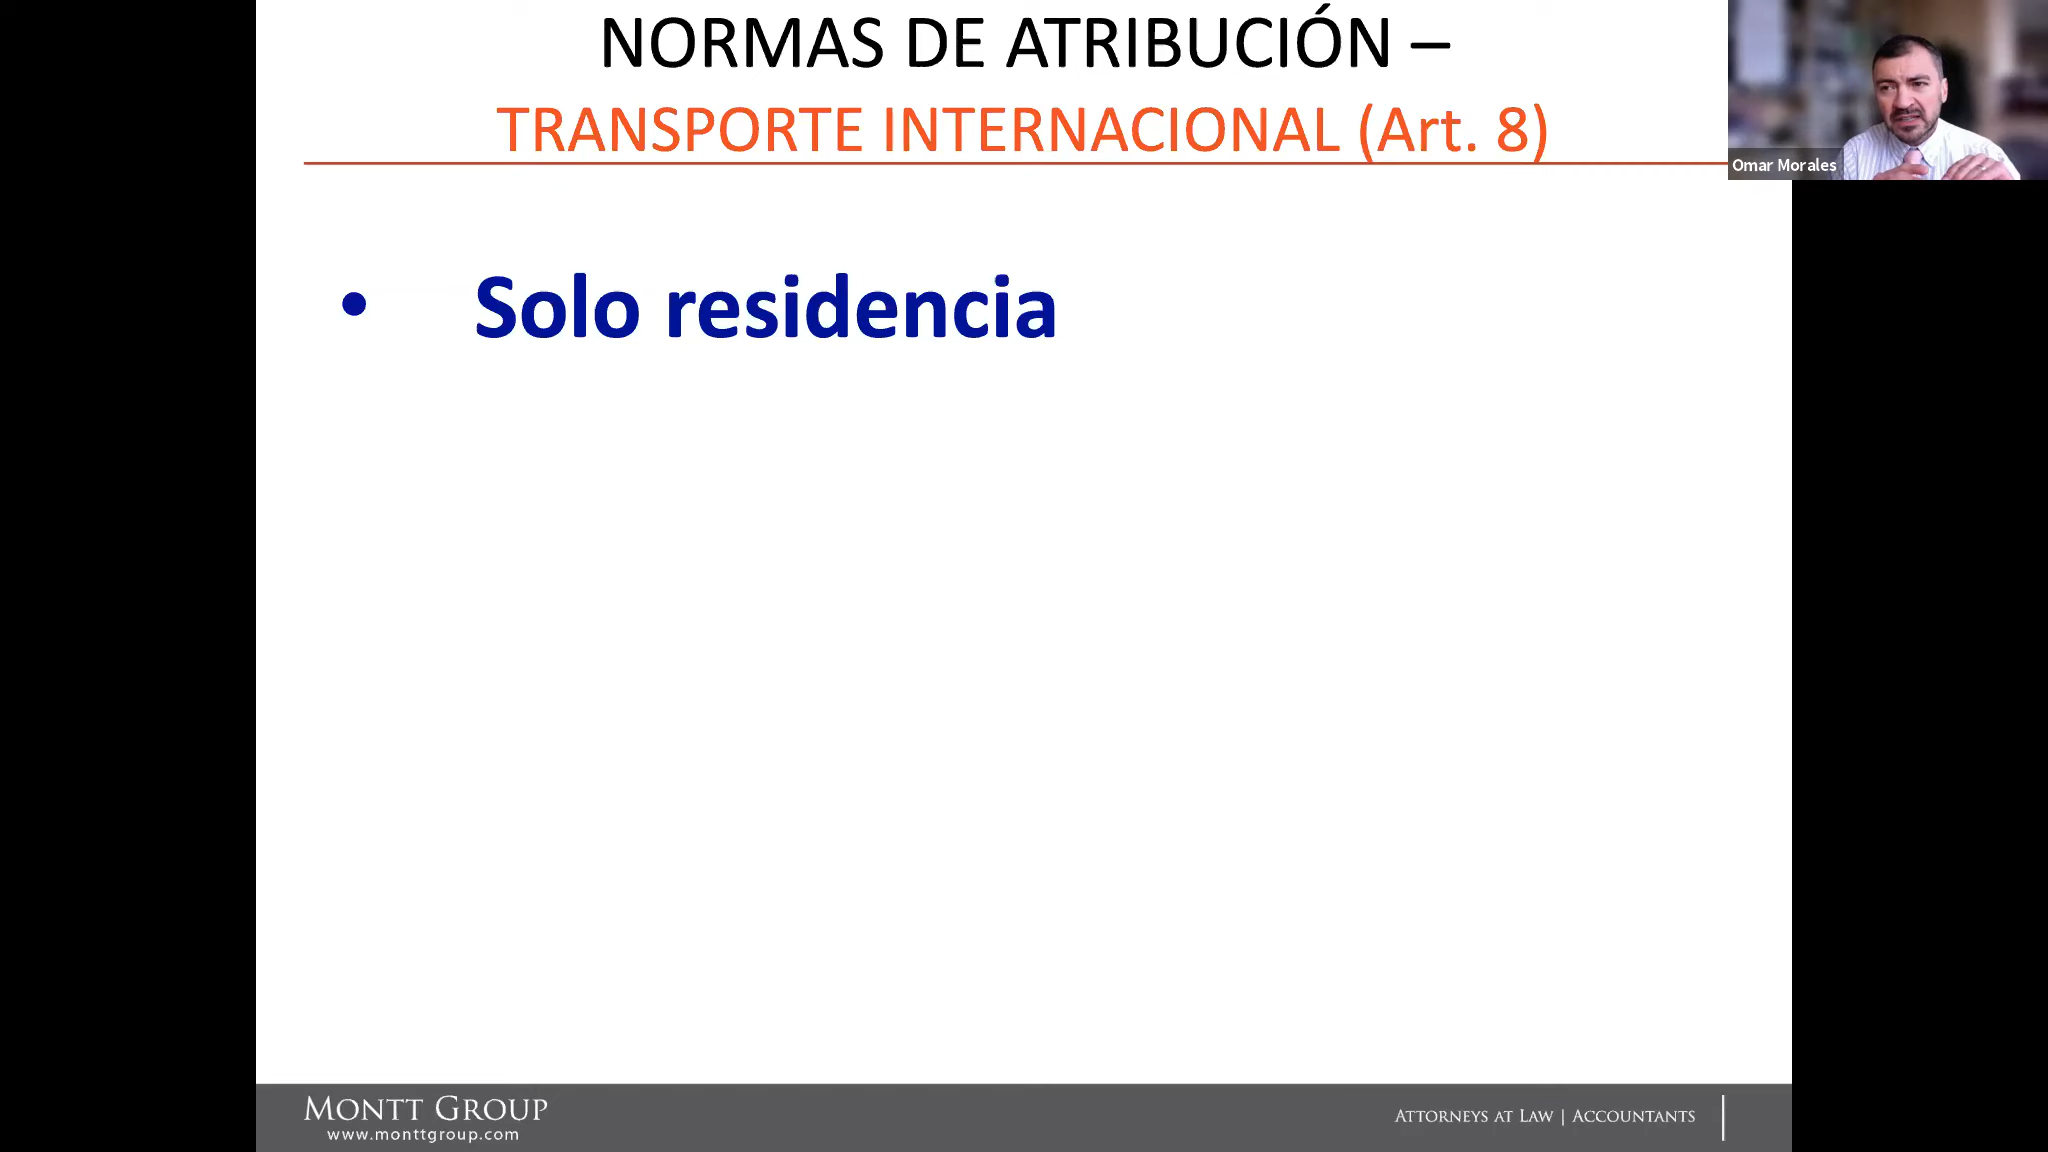 NORMAS DE ATRIBUCIÓN –
TRANSPORTE INTERNACIONAL (Art. 8)
Omar Morales
• Solo residencia
MONTT GROUP
www.monttgroup.com
ATTORNEYS AT LAW | ACCOUNTANTS